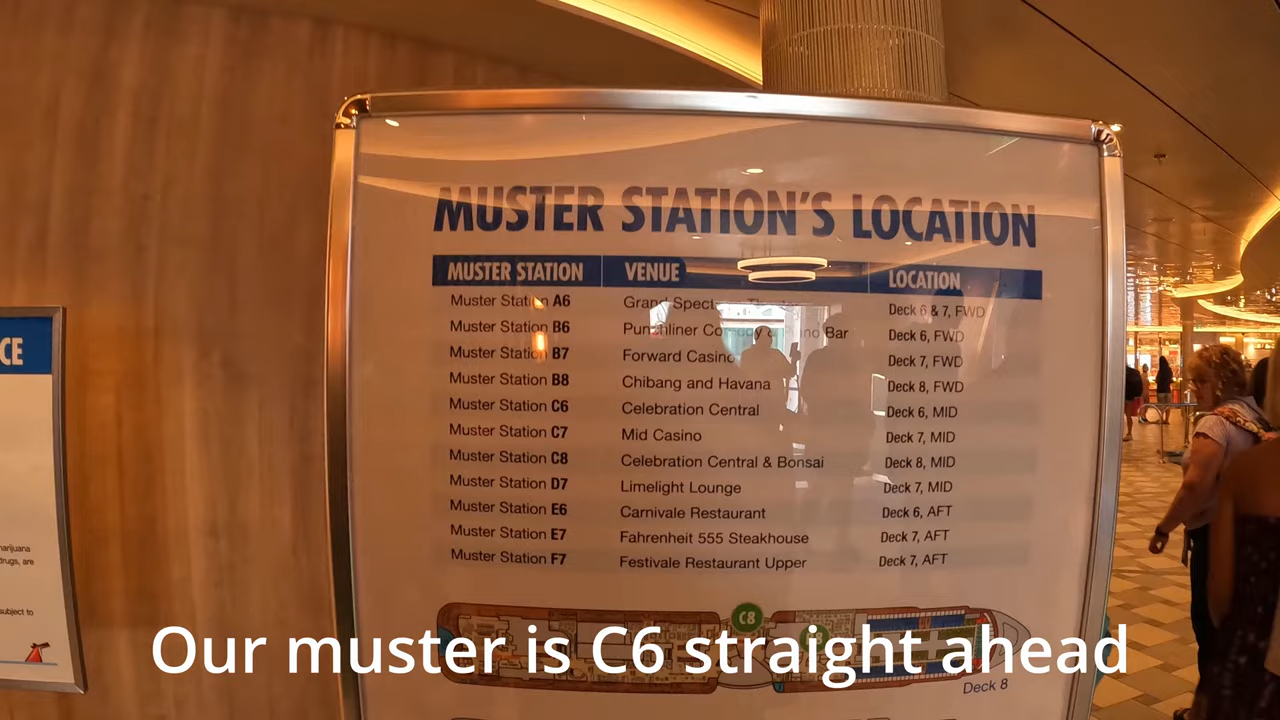 MUSTER STATION'S LOCATION
MUSTER STATION VENUE LOCATION
Muster Station A6 Grand Deck 6 & 7, FWD
Muster Station B6 Punchliner Comedy & Piano Bar Deck 6, FWD
Muster Station B7 Forward Casino Deck 7, FWD
Muster Station B8 Chibang and Havana Deck 8, FWD
Muster Station C6 Celebration Central Deck 6, MID
Muster Station C7 Mid Casino Deck 7, MID
Muster Station C8 Celebration Central & Bonsai Deck 8, MID
Muster Station D7 Limelight Lounge Deck 7, MID
Muster Station E6 Carnivale Restaurant Deck 6, AFT
Muster Station E7 Fahrenheit 555 Steakhouse Deck 7, AFT
Muster Station F7 Festivale Restaurant Upper Deck 7, AFT
C8
Deck 8
CE
marijuana
drugs, are
subject to
Our muster is C6 straight ahead